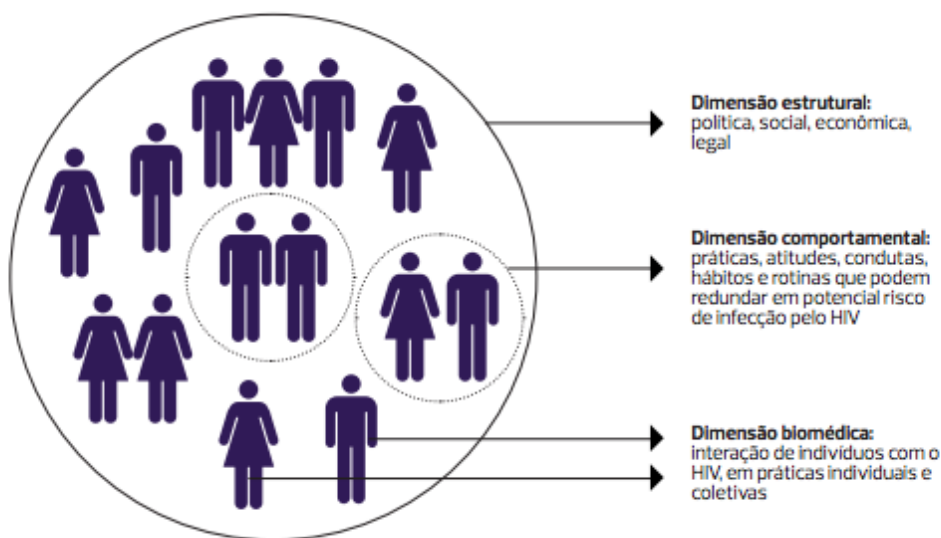 Dimensão estrutural:
política, social, econômica,
legal
Dimensão comportamental:
práticas, atitudes, condutas,
hábitos e rotinas que podem
redundar em potencial risco
de infecção pelo HIV
Dimensão biomédica:
interação de indivíduos com o
HIV, em práticas individuais e
coletivas